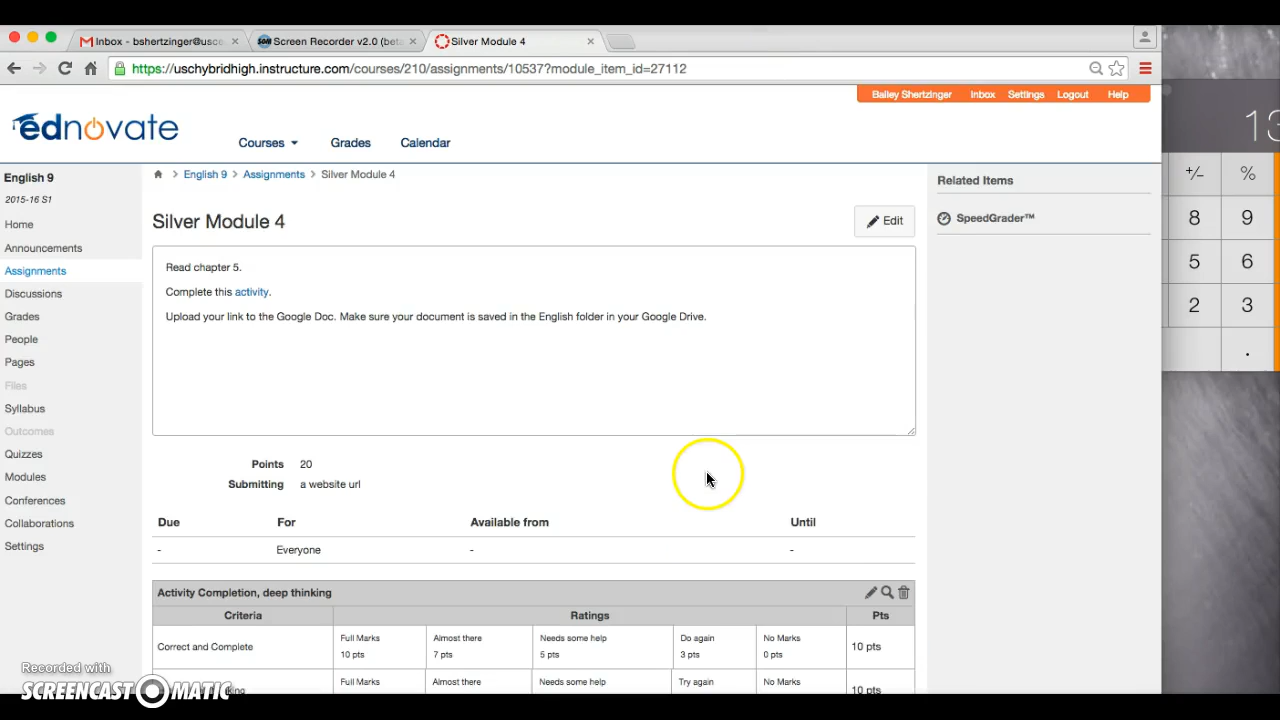 Inbox - bshertzinger@usce
Screen Recorder v2.0 (beta
Silver Module 4
https://uschybridhigh.instructure.com/courses/210/assignments/10537?module_item_id=27112
Bailey Shertzinger Inbox Settings Logout Help
ednovate
Courses Grades Calendar
English 9
2015-16 S1
Home
Announcements
Assignments
Discussions
Grades
People
Pages
Files
Syllabus
Outcomes
Quizzes
Modules
Conferences
Collaborations
Settings
English 9 > Assignments > Silver Module 4
Silver Module 4
Edit
Read chapter 5.
Complete this activity.
Upload your link to the Google Doc. Make sure your document is saved in the English folder in your Google Drive.
Points 20
Submitting a website url
Due For Available from Until
- Everyone - -
Activity Completion, deep thinking
Criteria Ratings Pts
Correct and Complete
Full Marks Almost there Needs some help Do again No Marks
10 pts 7 pts 5 pts 3 pts 0 pts
10 pts
Full Marks Almost there Needs some help Try again No Marks
10 pts
Related Items
SpeedGrader™
13
+/- %
8 9
5 6
2 3
.
Recorded with
SCREENCAST-O-MATIC